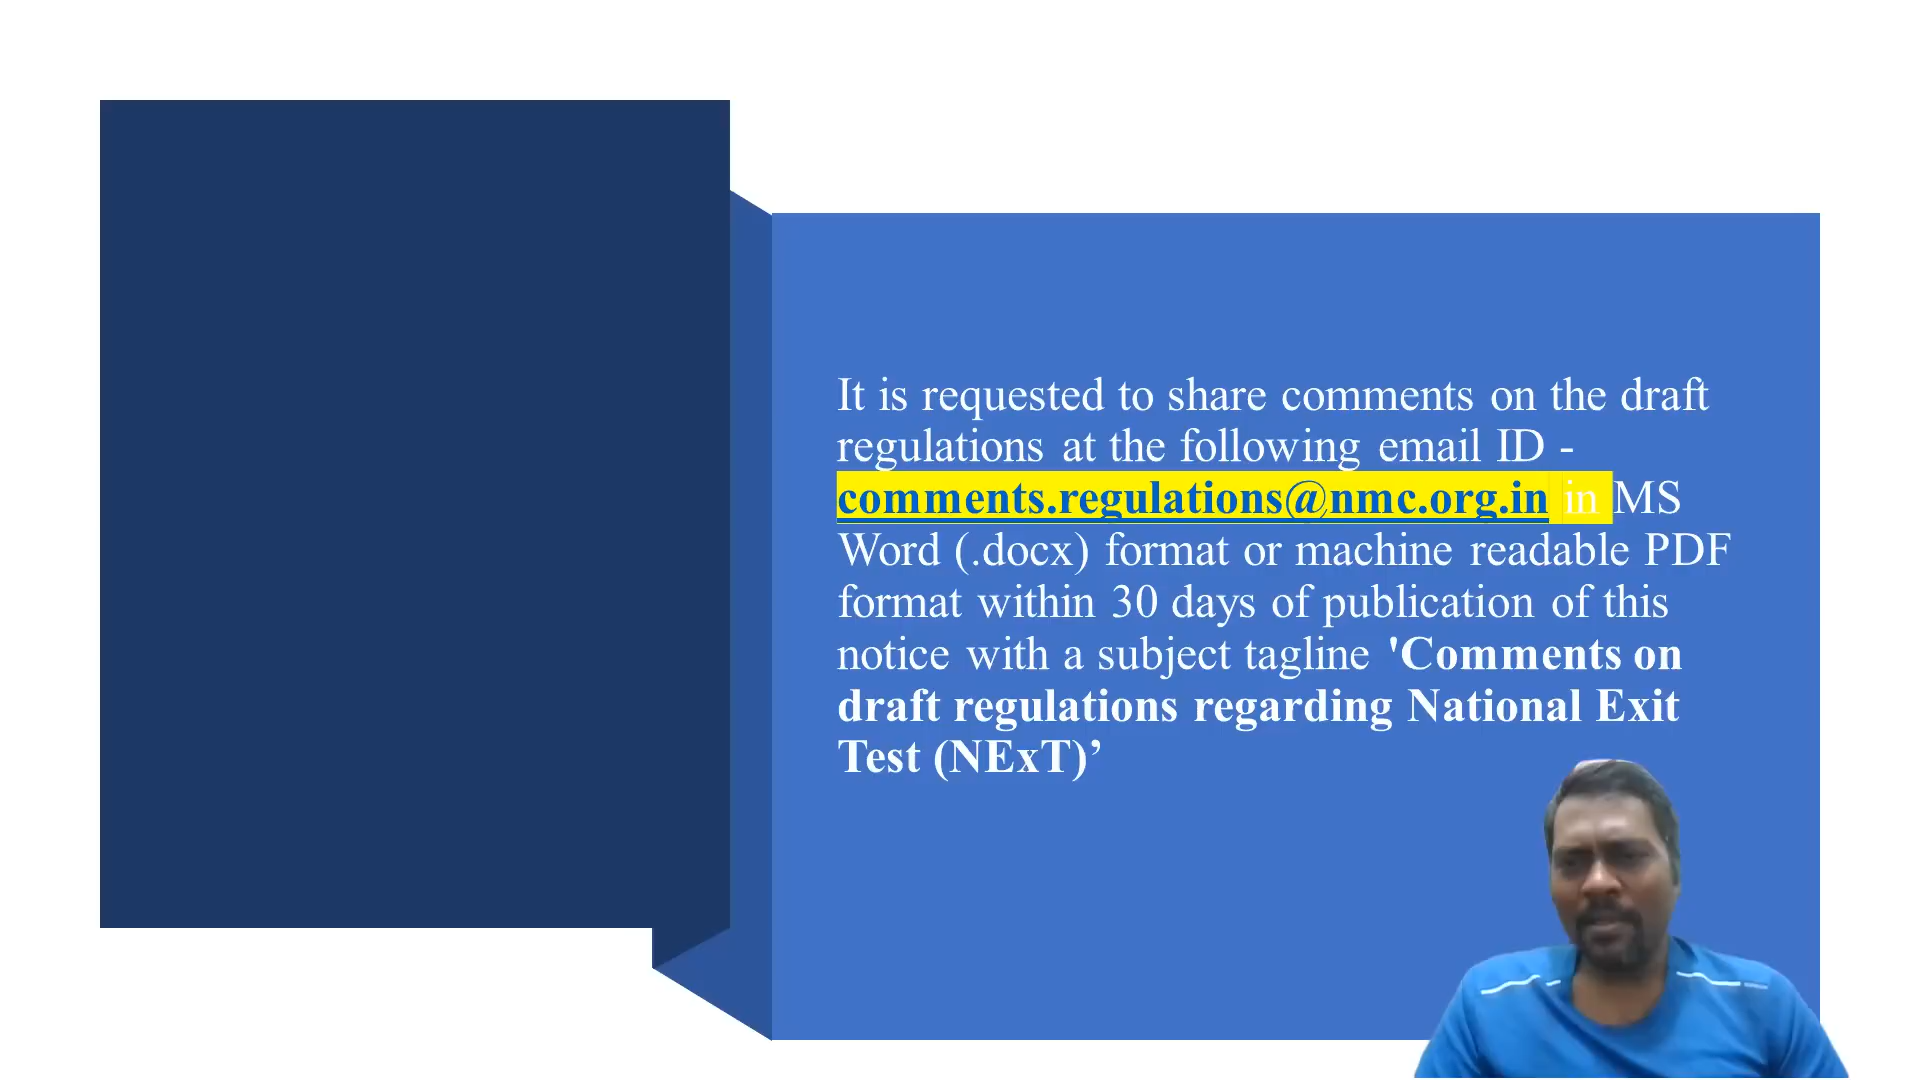 It is requested to share comments on the draft
regulations at the following email ID -
comments.regulations@nmc.org.in in MS
Word (.docx) format or machine readable PDF
format within 30 days of publication of this
notice with a subject tagline 'Comments on
draft regulations regarding National Exit
Test (NExT)’